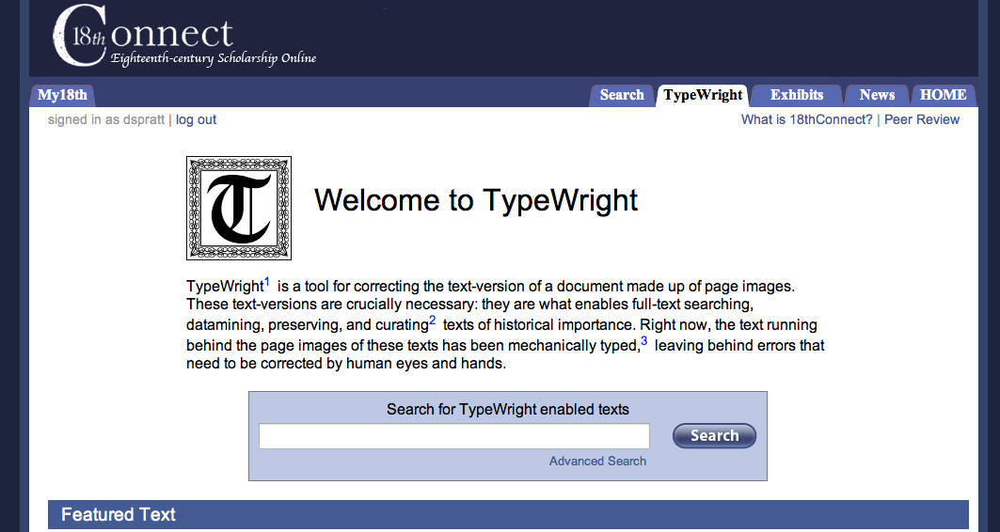 18th Connect
Eighteenth-century Scholarship Online
My18th Search TypeWright Exhibits News HOME
signed in as dspratt | log out What is 18thConnect? | Peer Review
T
Welcome to TypeWright
TypeWright1 is a tool for correcting the text-version of a document made up of page images.
These text-versions are crucially necessary: they are what enables full-text searching,
datamining, preserving, and curating2 texts of historical importance. Right now, the text running
behind the page images of these texts has been mechanically typed,3 leaving behind errors that
need to be corrected by human eyes and hands.
Search for TypeWright enabled texts
Search
Advanced Search
Featured Text